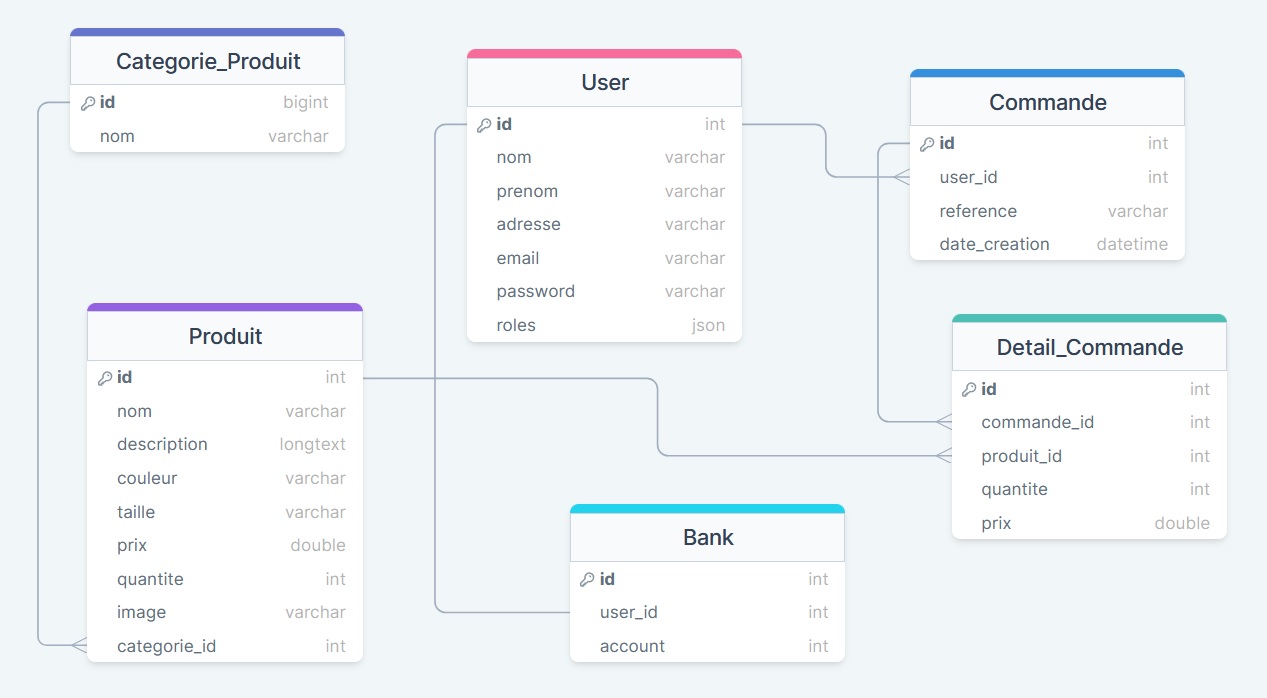 Categorie_Produit
id bigint
nom varchar
User
id int
nom varchar
prenom varchar
adresse varchar
email varchar
password varchar
roles json
Commande
id int
user_id int
reference varchar
date_creation datetime
Produit
id int
nom varchar
description longtext
couleur varchar
taille varchar
prix double
quantite int
image varchar
categorie_id int
Detail_Commande
id int
commande_id int
produit_id int
quantite int
prix double
Bank
id int
user_id int
account int